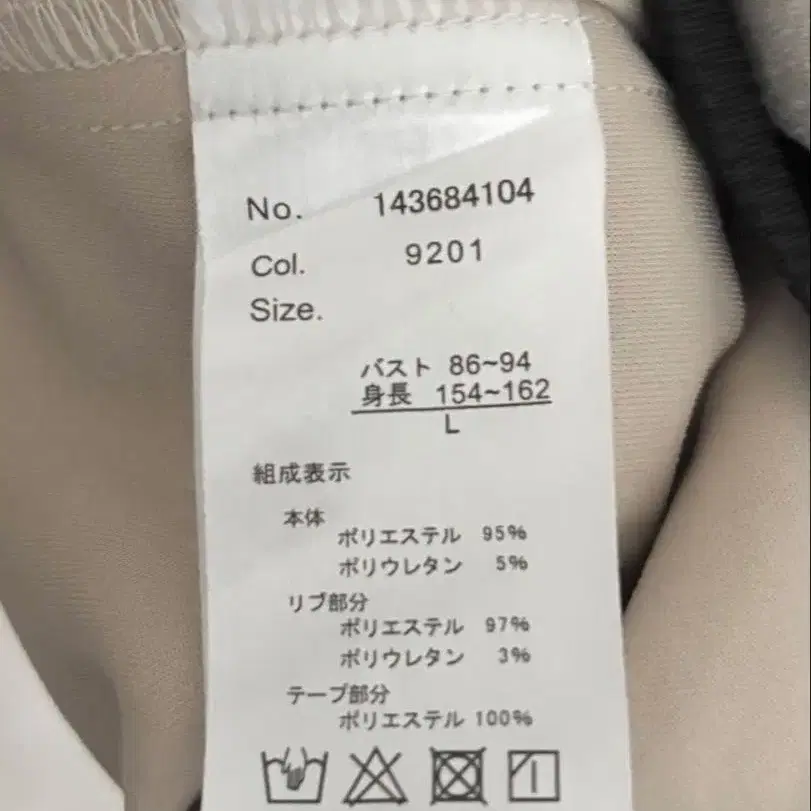 No. 143684104
Col. 9201
Size.
バスト 86~94
身長 154~162
L
組成表示
本体
ポリエステル 95%
ポリウレタン 5%
リブ部分
ポリエステル 97%
ポリウレタン 3%
テープ部分
ポリエステル 100%